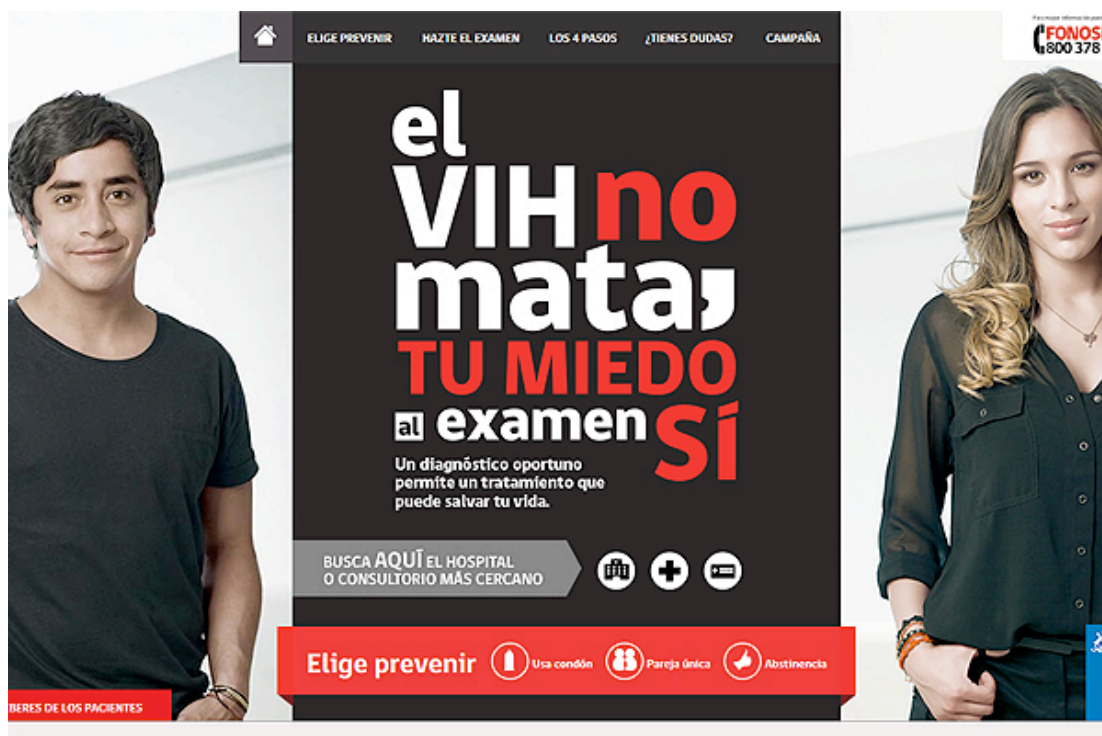 ELIGE PREVENIR
HAZTE EL EXAMEN
LOS 4 PASOS
¿TIENES DUDAS?
CAMPAÑA
FONOS
800 378
el
VIH no
mata,
TU MIEDO
al examen Sí
Un diagnóstico oportuno
permite un tratamiento que
puede salvar tu vida.
BUSCA AQUÍ EL HOSPITAL
O CONSULTORIO MÁS CERCANO
Elige prevenir
Usa condón
Pareja única
Abstinencia
BERES DE LOS PACIENTES